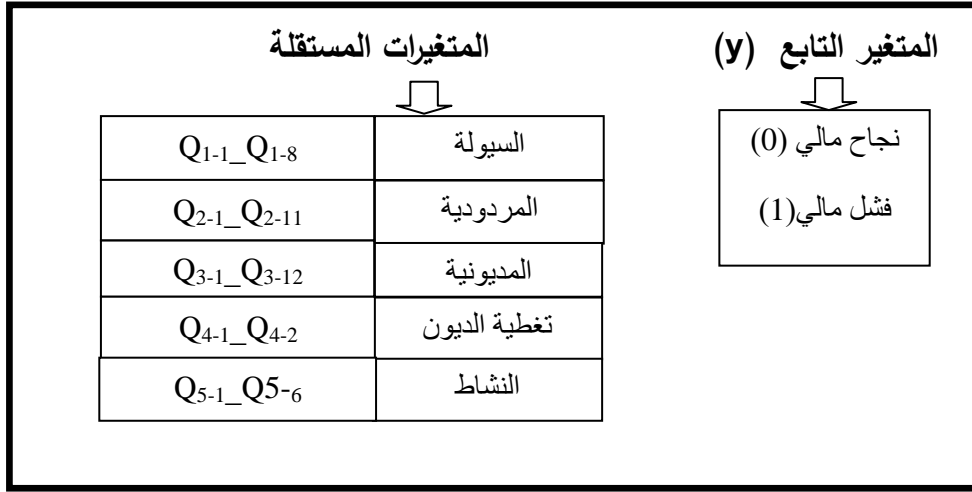 المتغير التابع (y)
نجاح مالي (0)
فشل مالي(1)
المتغيرات المستقلة
السيولة Q1-1_Q1-8
المردودية Q2-1_Q2-11
المديونية Q3-1_Q3-12
تغطية الديون Q4-1_Q4-2
النشاط Q5-1_Q5-6